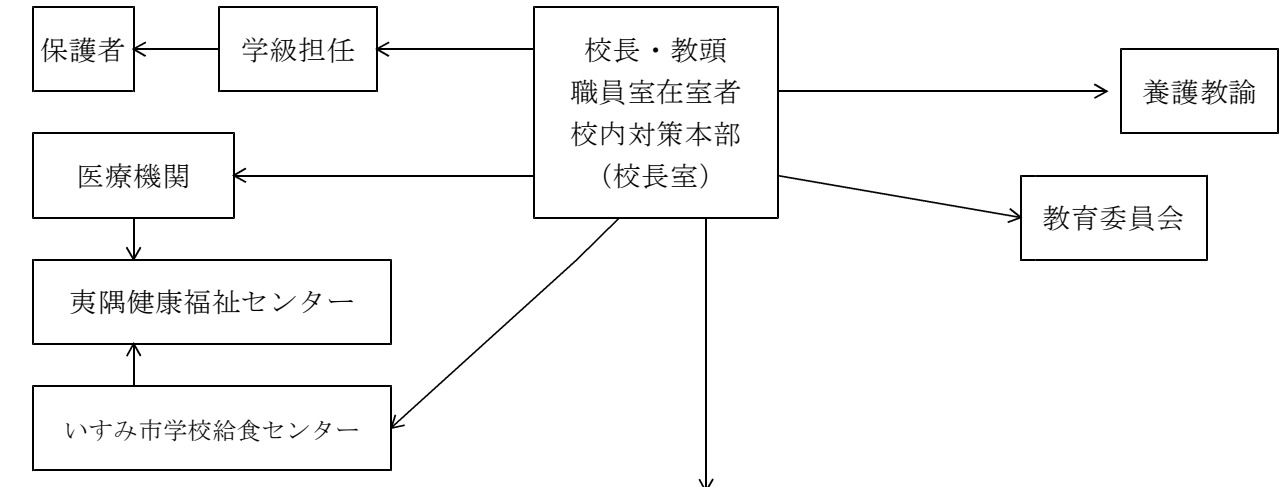 保護者
学級担任
校長・教頭
職員室在室者
校内対策本部
（校長室）
養護教諭
医療機関
教育委員会
夷隅健康福祉センター
いすみ市学校給食センター